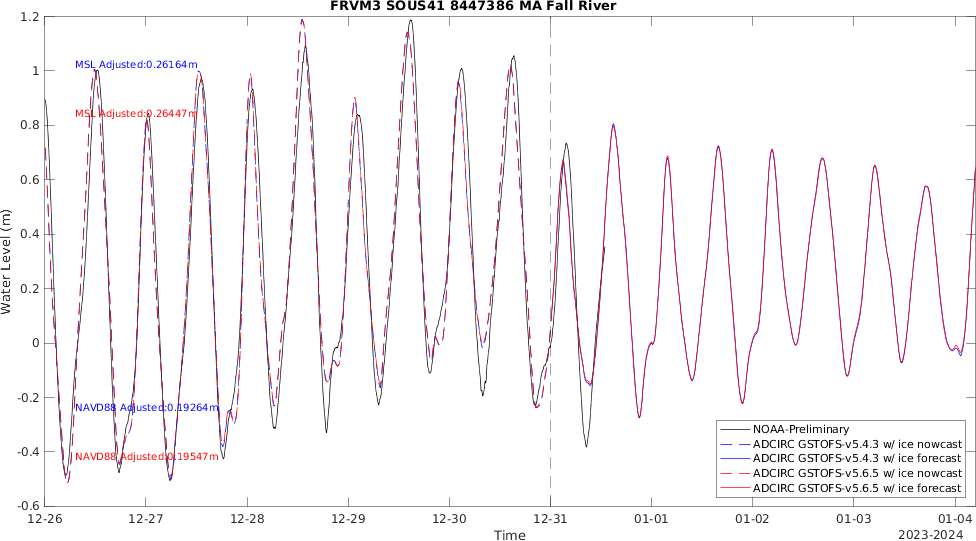 FRVM3 SOUS41 8447386 MA Fall River
1.2
1
0.8
0.6
0.4
0.2
0
-0.2
-0.4
-0.6
Water Level (m)
MSL Adjusted:0.26164m
MSL Adjusted:0.26447m
NAVD88 Adjusted:0.19264m
NAVD88 Adjusted:0.19547m
NOAA-Preliminary
ADCIRC GSTOFS-v5.4.3 w/ ice nowcast
ADCIRC GSTOFS-v5.4.3 w/ ice forecast
ADCIRC GSTOFS-v5.6.5 w/ ice nowcast
ADCIRC GSTOFS-v5.6.5 w/ ice forecast
12-26 12-27 12-28 12-29 12-30 12-31 01-01 01-02 01-03 01-04
Time
2023-2024